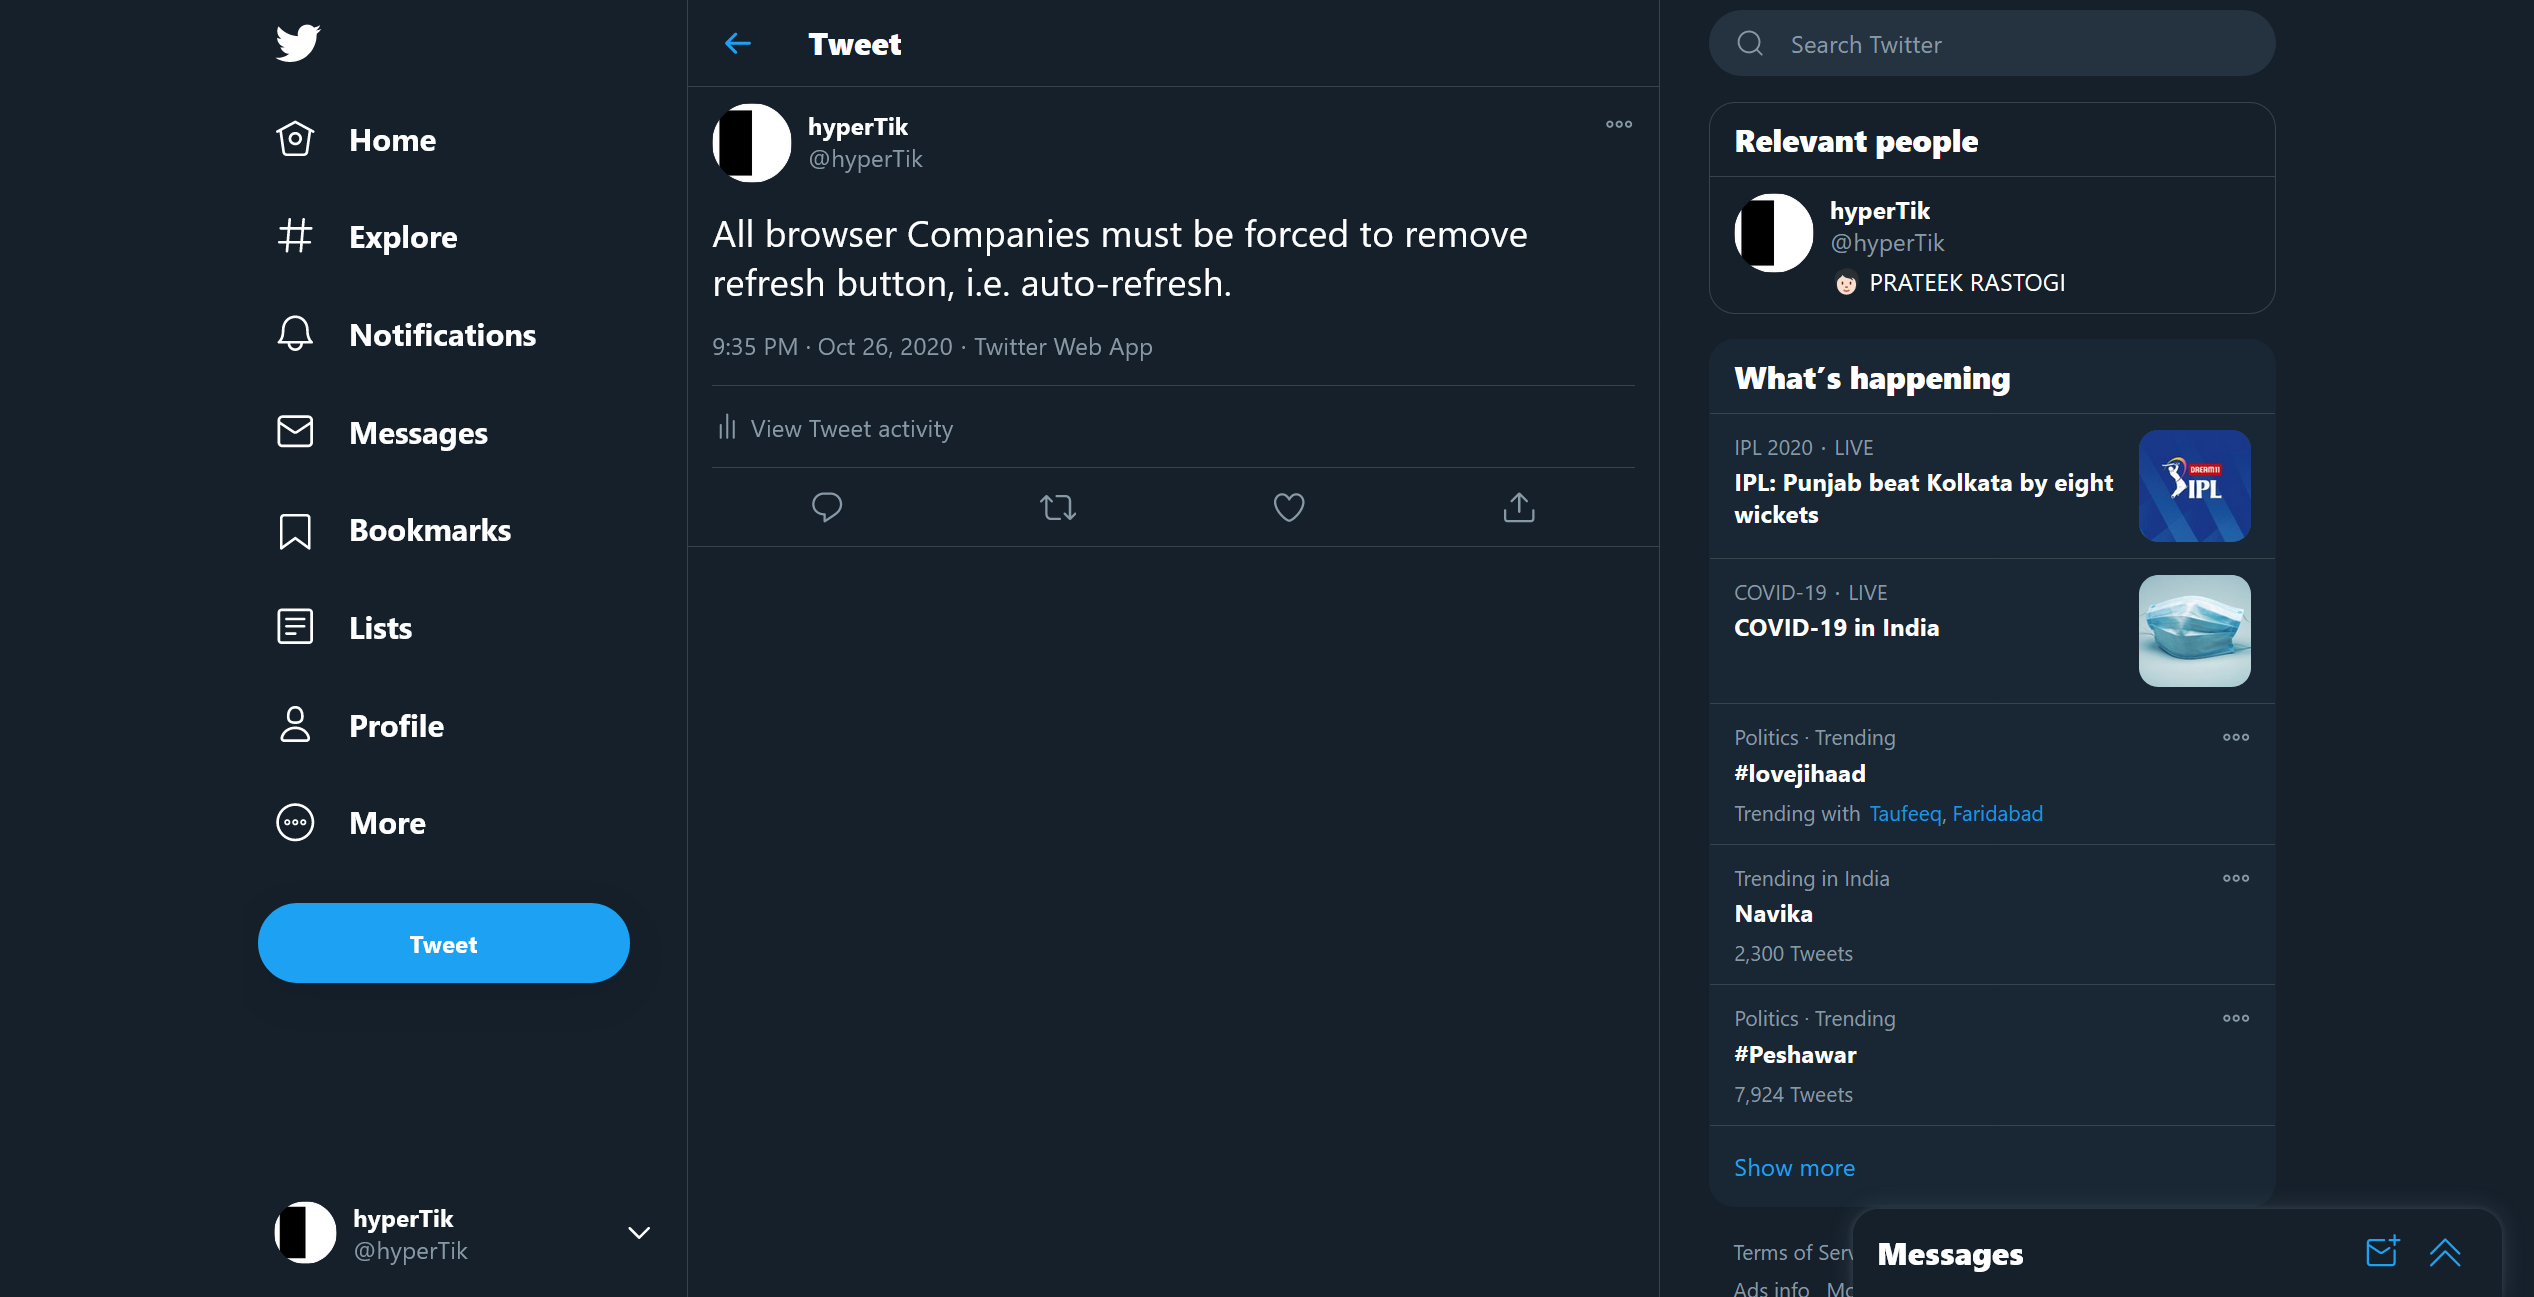 Home
Explore
Notifications
Messages
Bookmarks
Lists
Profile
More
Tweet
hyperTik
@hyperTik
Tweet
hyperTik
@hyperTik
All browser Companies must be forced to remove
refresh button, i.e. auto-refresh.
9:35 PM · Oct 26, 2020 · Twitter Web App
View Tweet activity
Search Twitter
Relevant people
hyperTik
@hyperTik
PRATEEK RASTOGI
What´s happening
IPL 2020 · LIVE
IPL: Punjab beat Kolkata by eight
wickets
DREAM11
IPL
COVID-19 · LIVE
COVID-19 in India
Politics · Trending
#lovejihaad
Trending with Taufeeq, Faridabad
Trending in India
Navika
2,300 Tweets
Politics · Trending
#Peshawar
7,924 Tweets
Show more
Terms of
Ads info
Messages